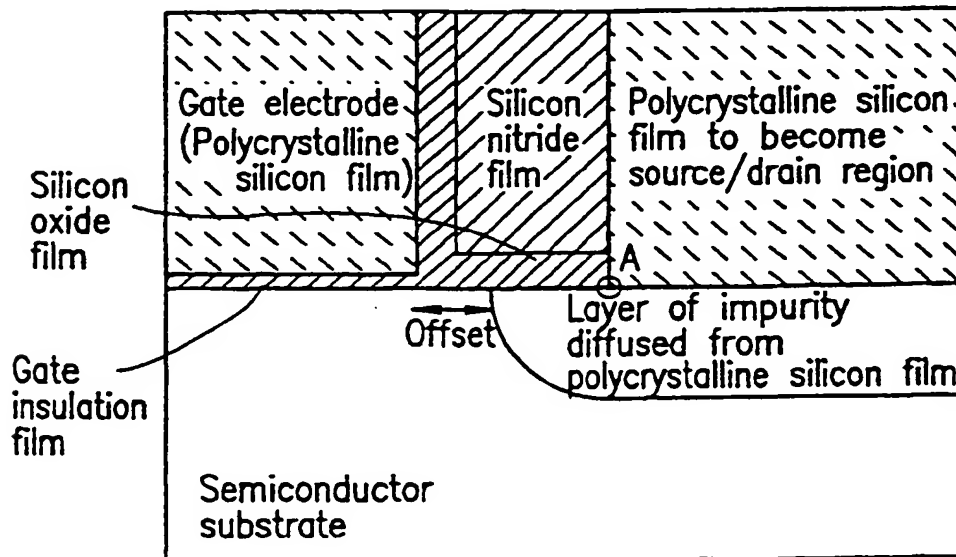 Gate electrode
(Polycrystalline
silicon film)
Silicon
nitride
film
Polycrystalline silicon
film to become
source/drain region
Silicon
oxide
film
A
Offset
Layer of impurity
diffused from
polycrystalline silicon film
Gate
insulation
film
Semiconductor
substrate